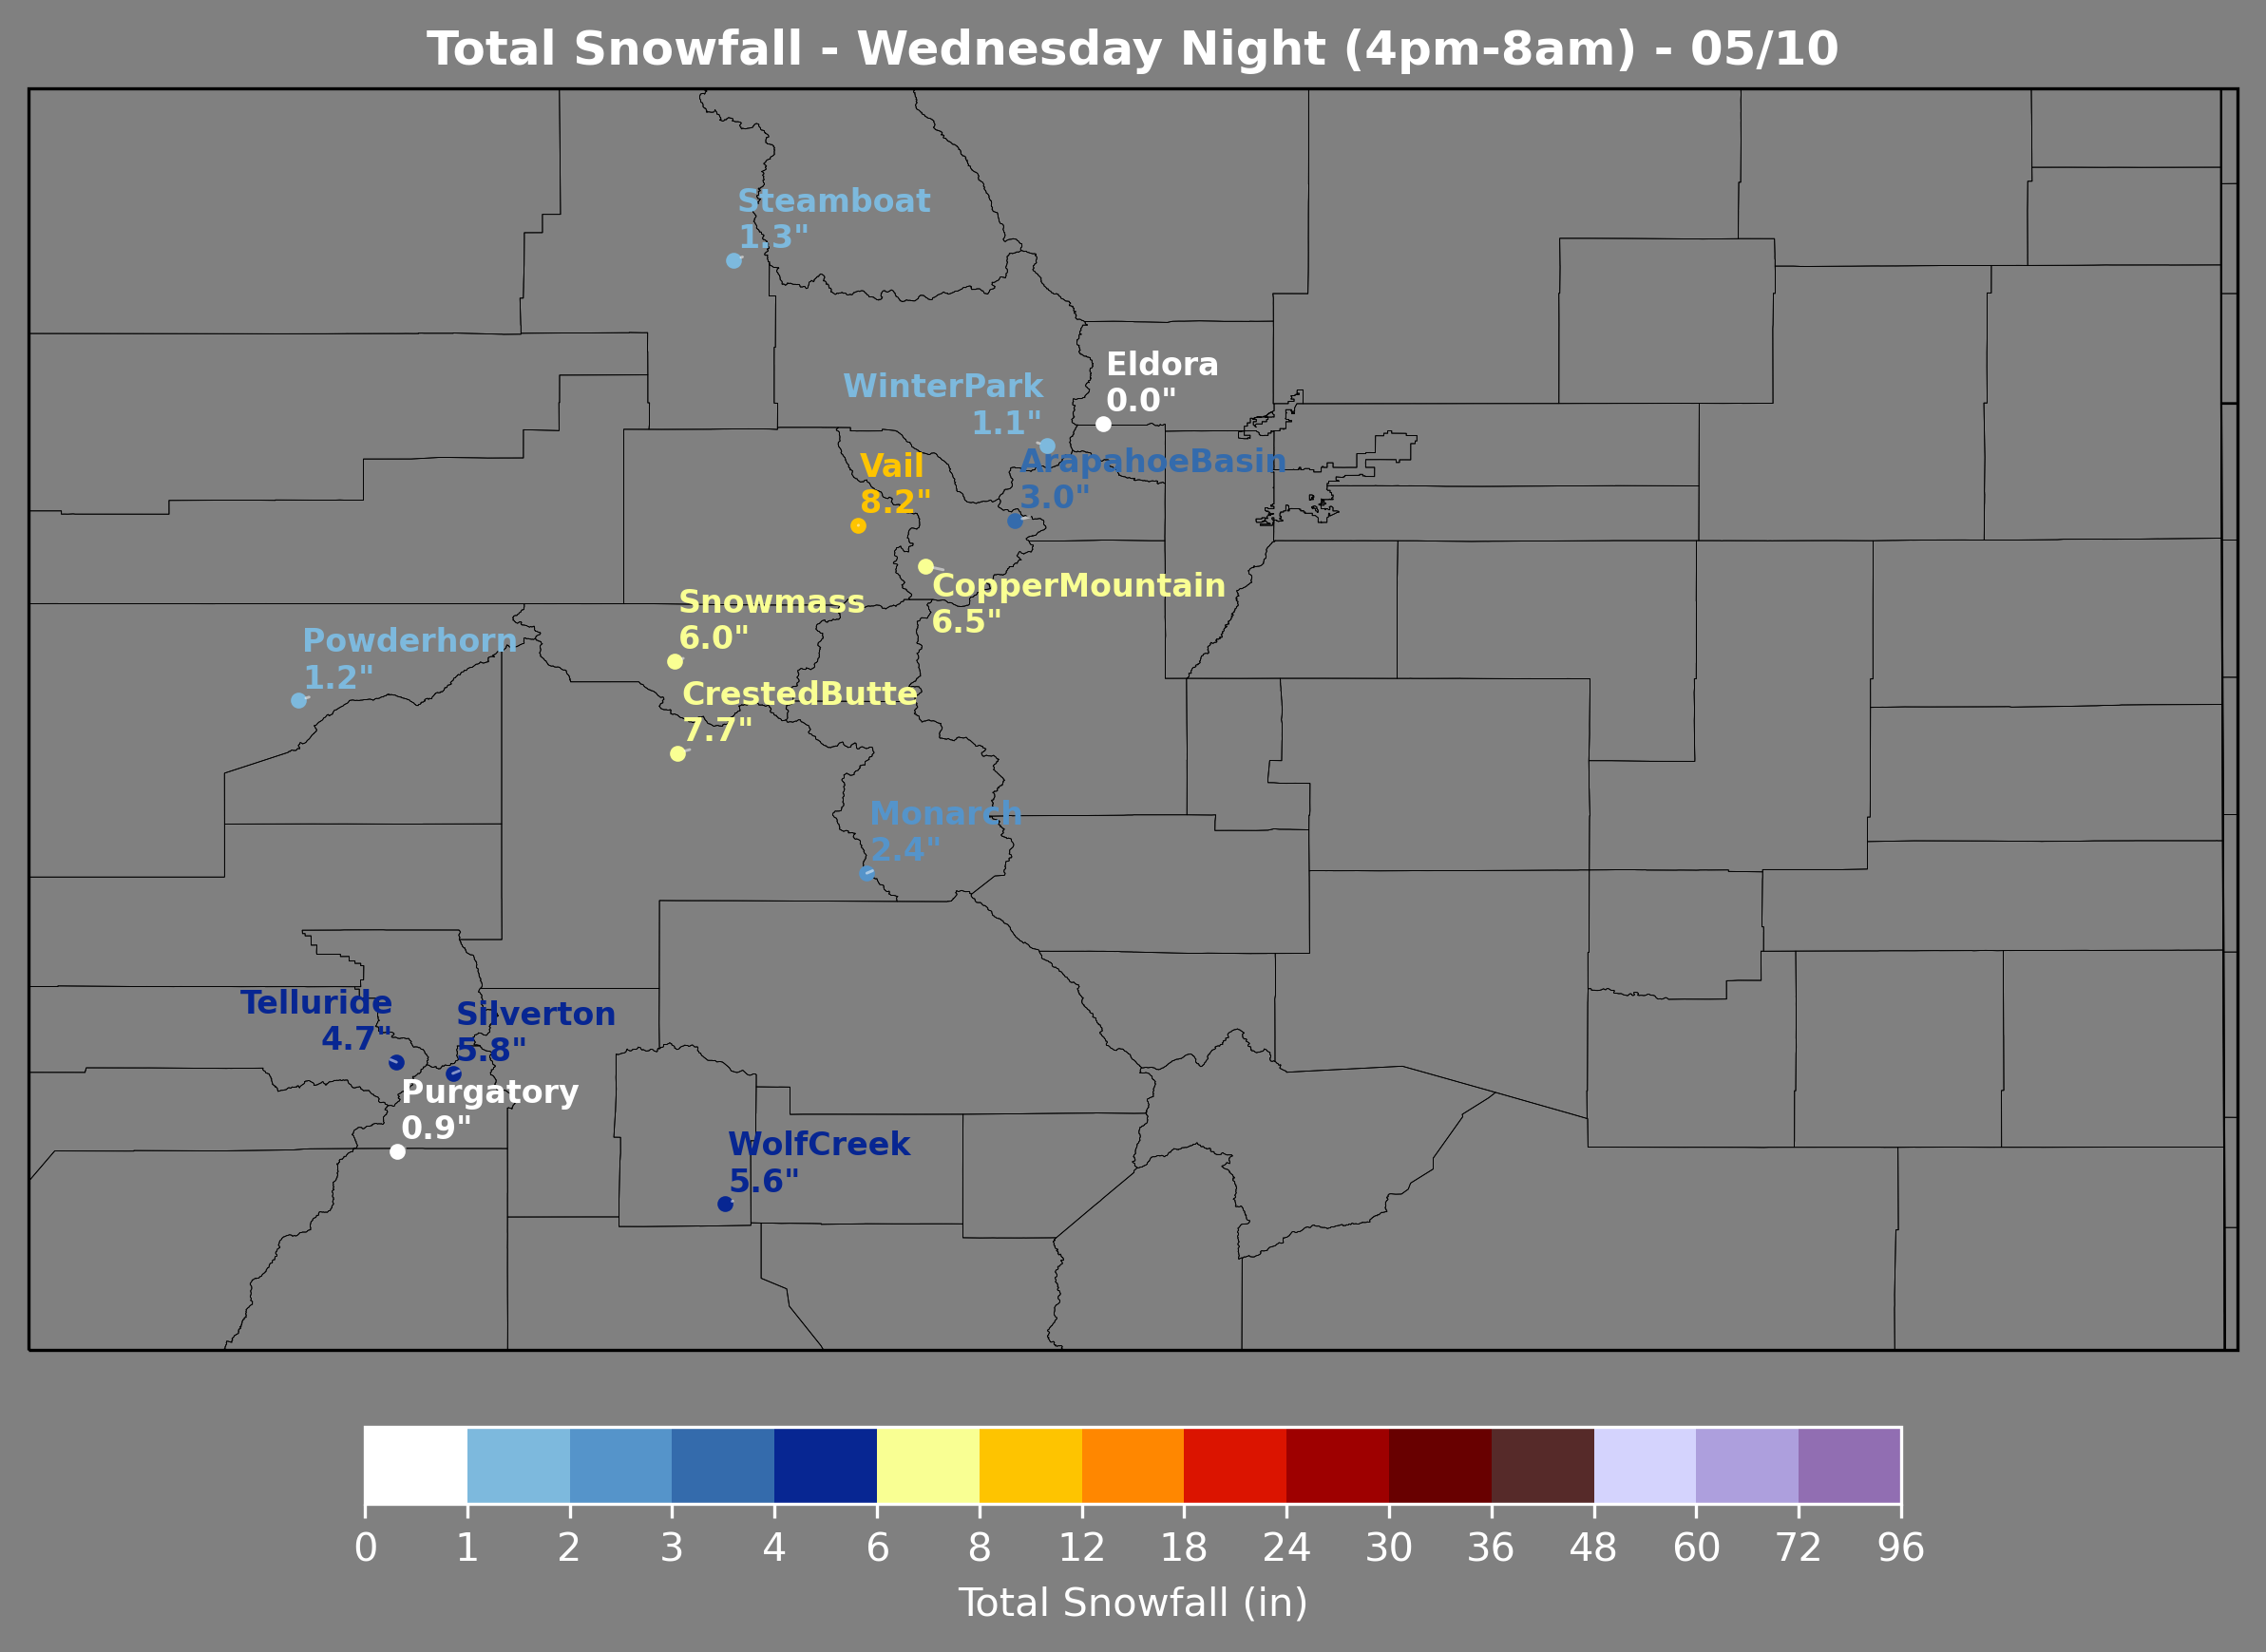 Total Snowfall - Wednesday Night (4pm-8am) - 05/10
Steamboat
1.3"
Eldora
0.0"
WinterPark
1.1"
ArapahoeBasin
3.0"
Vail
8.2"
CopperMountain
6.5"
Snowmass
6.0"
Powderhorn
1.2"
CrestedButte
7.7"
Monarch
2.4"
Telluride
4.7"
Silverton
5.8"
Purgatory
0.9"
WolfCreek
5.6"
0 1 2 3 4 6 8 12 18 24 30 36 48 60 72 96
Total Snowfall (in)